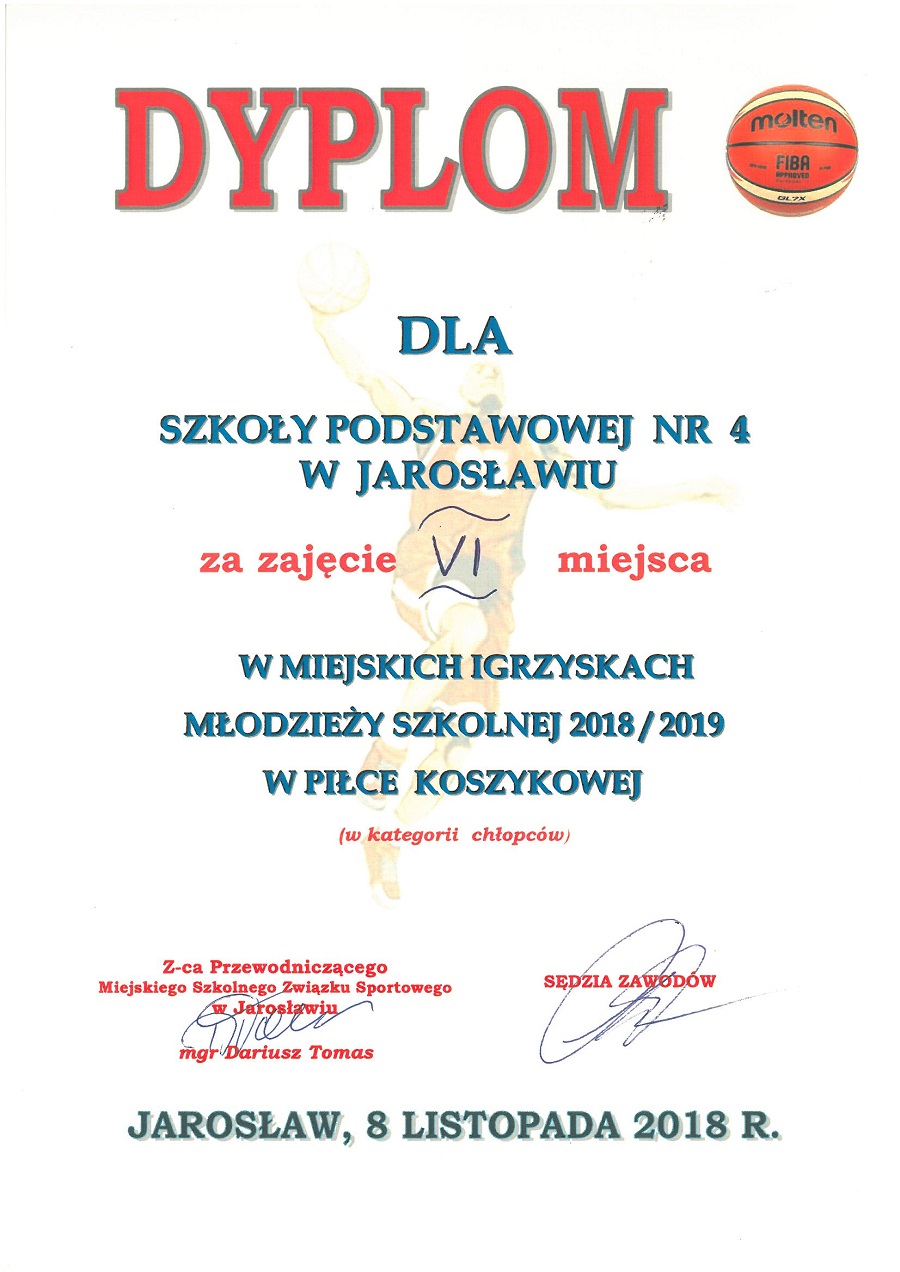 DYPLOM
molten
FIBA
APPROVED
GL7X
DLA
SZKOŁY PODSTAWOWEJ NR 4
W JAROSŁAWIU
za zajęcie VI miejsca
W MIEJSKICH IGRZYSKACH
MŁODZIEŻY SZKOLNEJ 2018 / 2019
W PIŁCE KOSZYKOWEJ
(w kategorii chłopców)
Z-ca Przewodniczącego
Miejskiego Szkolnego Związku Sportowego
w Jarosławiu
mgr Dariusz Tomas
SĘDZIA ZAWODÓW
JAROSŁAW, 8 LISTOPADA 2018 R.